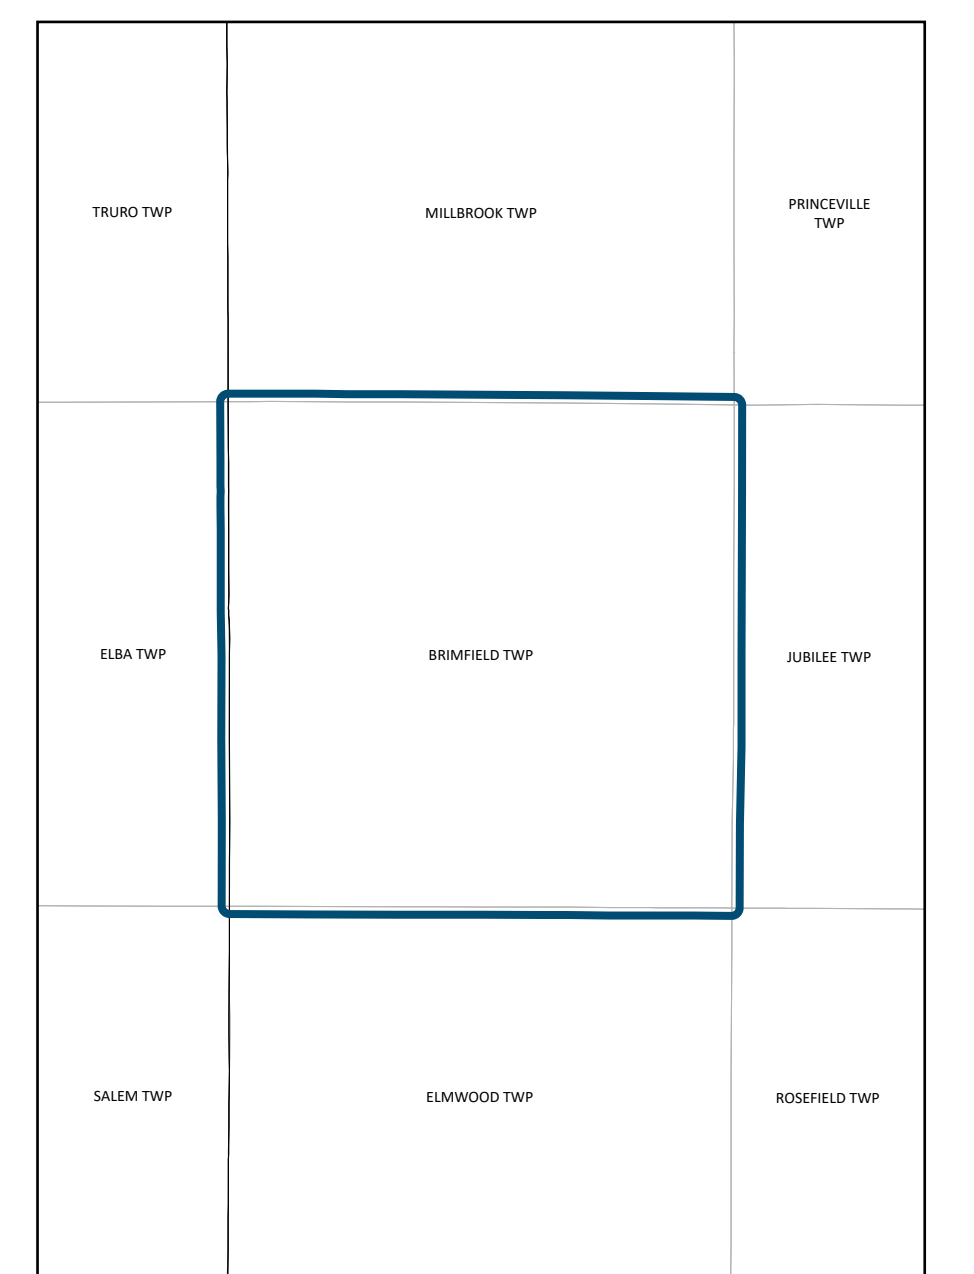 TRURO TWP
MILLBROOK TWP
PRINCEVILLE
TWP
ELBA TWP
BRIMFIELD TWP
JUBILEE TWP
SALEM TWP
ELMWOOD TWP
ROSEFIELD TWP